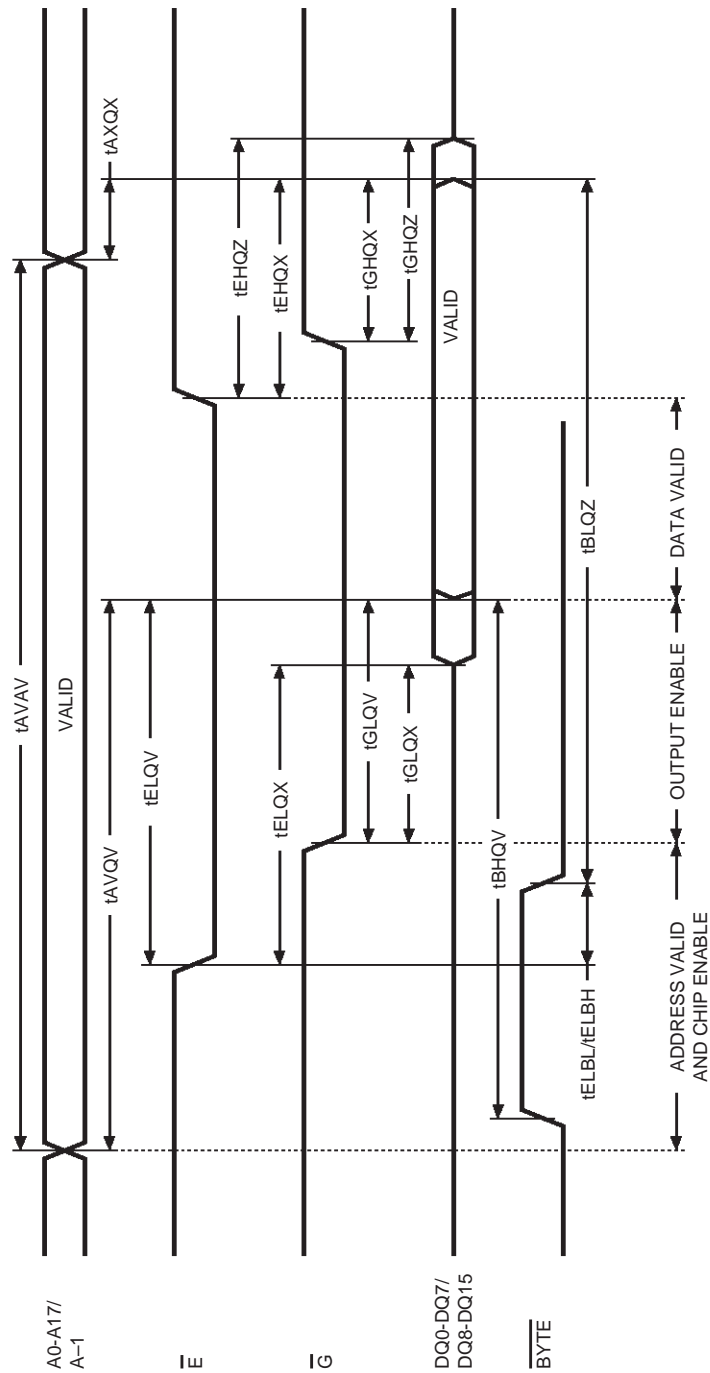 tAVAV
A0-A17/
A–1
VALID
tAVQV
tAXQX
tELQV
tEHQZ
E
tELQX
tEHQX
G
tGLQV
tGHQX
tGLQX
tGHQZ
DQ0-DQ7/
DQ8-DQ15
VALID
tBHQV
BYTE
tELBL/tELBH
tBLQZ
ADDRESS VALID
AND CHIP ENABLE
OUTPUT ENABLE
DATA VALID